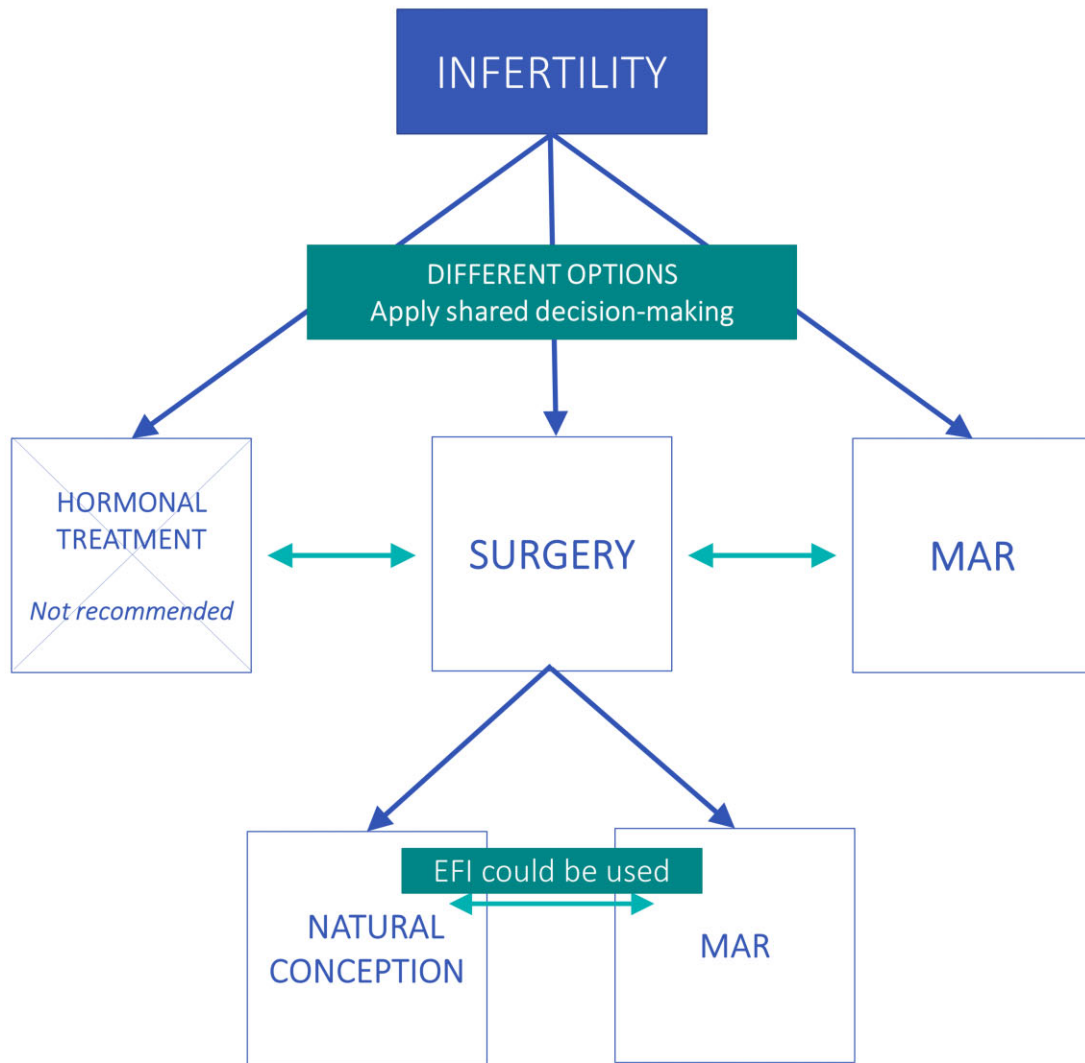 INFERTILITY
DIFFERENT OPTIONS
Apply shared decision-making
HORMONAL
TREATMENT
Not recommended
SURGERY
MAR
EFI could be used
NATURAL
CONCEPTION
MAR